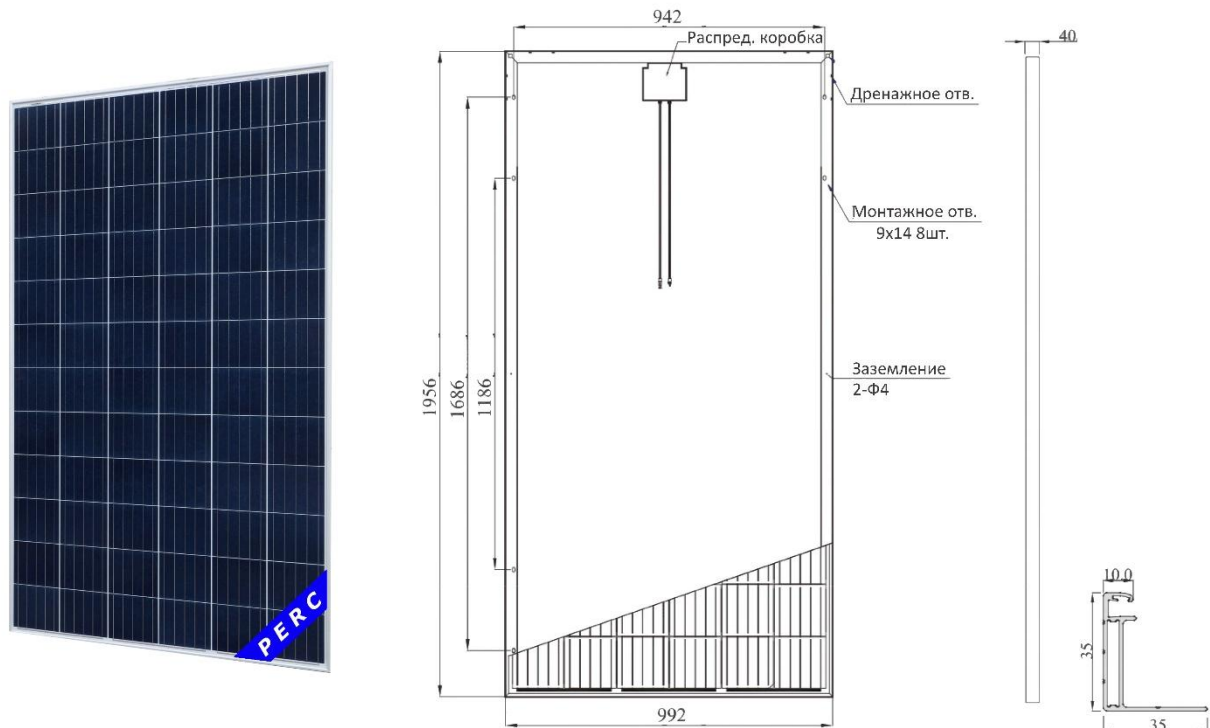 942
Распред. коробка
40
Дренажное отв.
Монтажное отв.
9x14 8шт.
Заземление
2-Ф4
1956
1686
1186
PERC
10.0
35
35
992